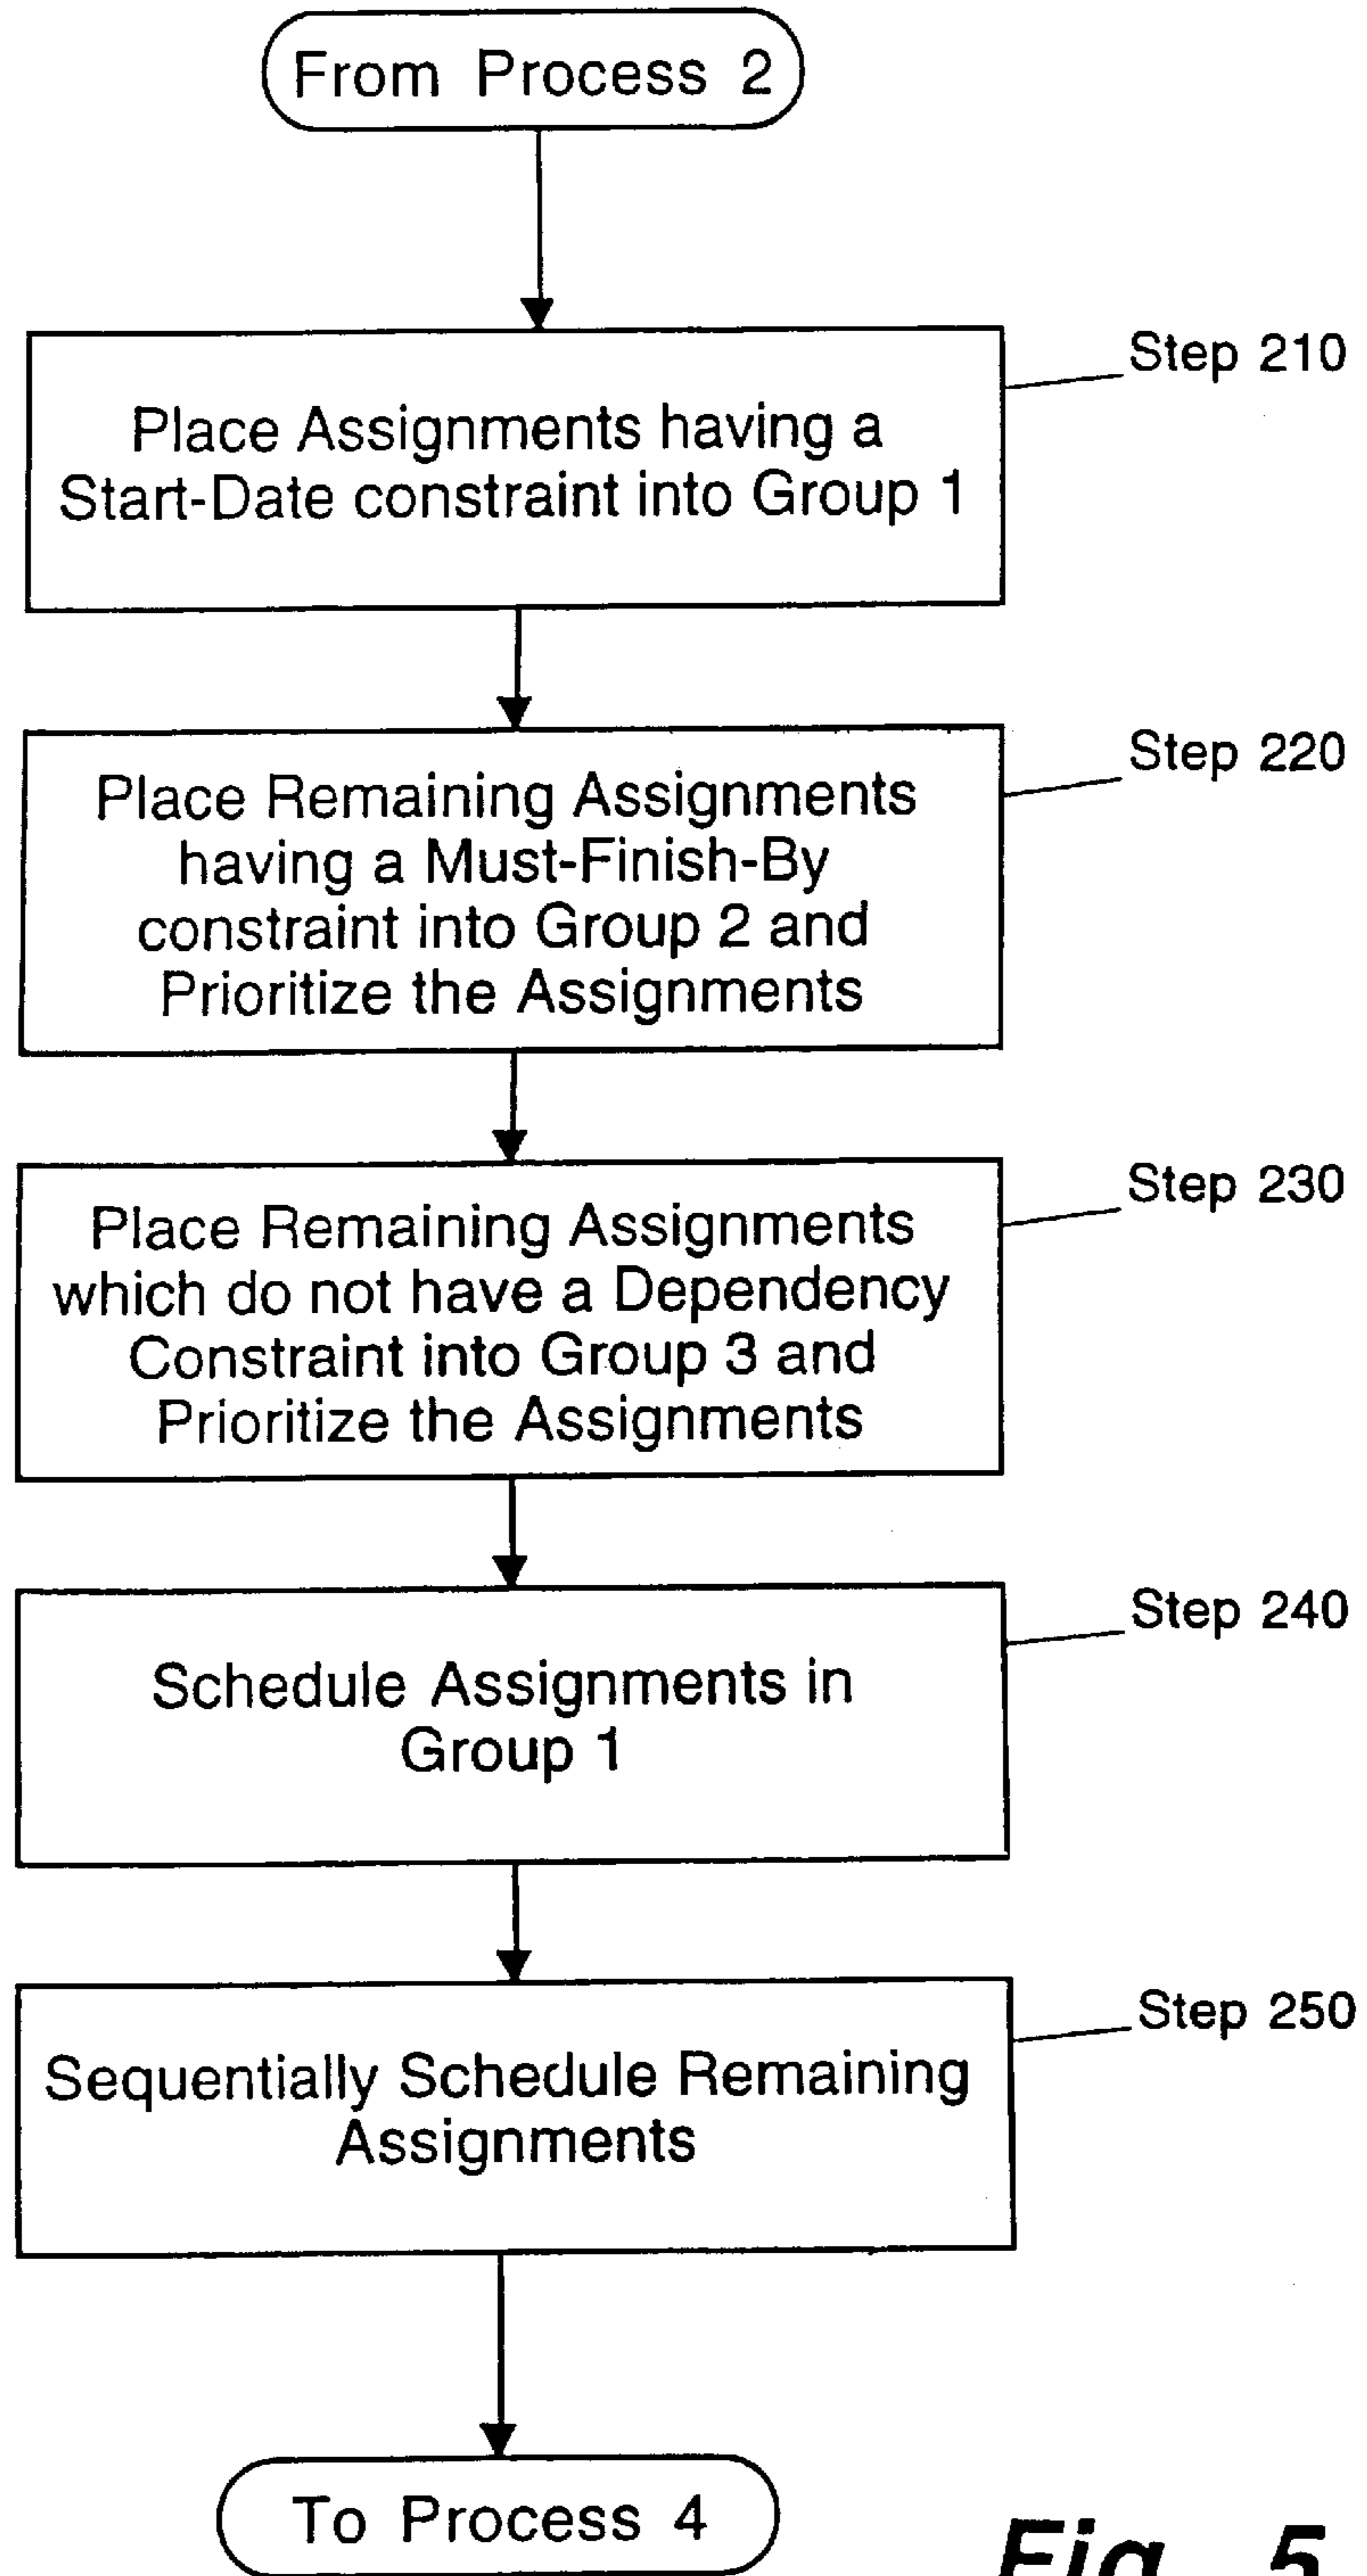 From Process 2
Step 210
Place Assignments having a
Start-Date constraint into Group 1
Step 220
Place Remaining Assignments
having a Must-Finish-By
constraint into Group 2 and
Prioritize the Assignments
Step 230
Place Remaining Assignments
which do not have a Dependency
Constraint into Group 3 and
Prioritize the Assignments
Step 240
Schedule Assignments in
Group 1
Step 250
Sequentially Schedule Remaining
Assignments
To Process 4
Fig. 5